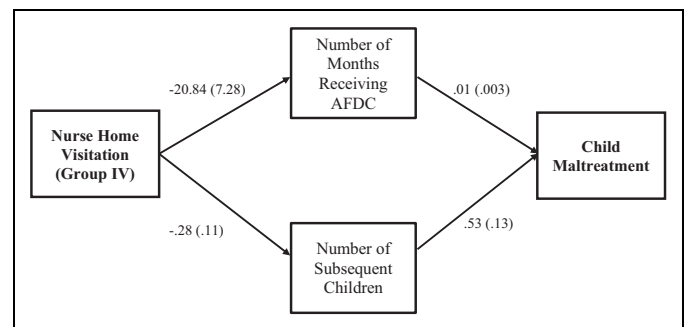 Number of
Months
Receiving
AFDC
-20.84 (7.28)
.01 (.003)
Nurse Home
Visitation
(Group IV)
Child
Maltreatment
-.28 (.11)
.53 (.13)
Number of
Subsequent
Children